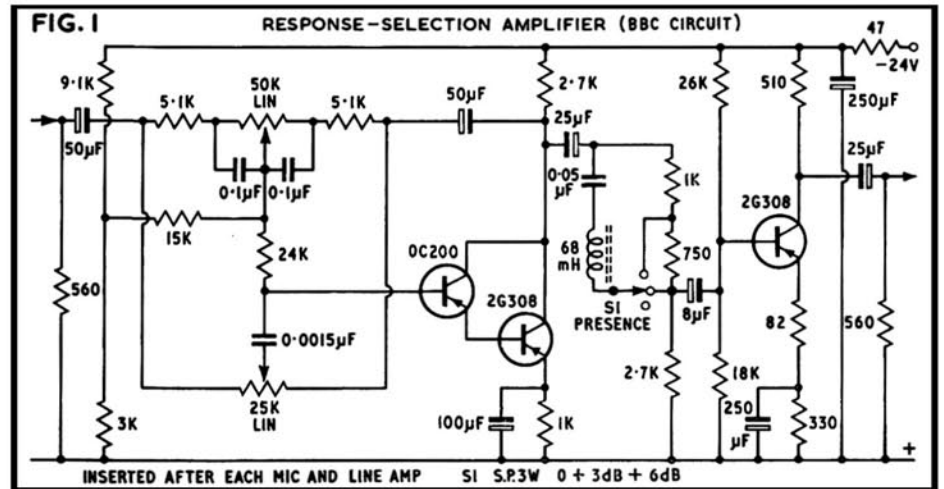 FIG.1
RESPONSE-SELECTION AMPLIFIER (BBC CIRCUIT)
47
-24V
9·1K
5·1K
50K
LIN
5·1K
50µF
2·7K
25µF
26K
510
250µF
50µF
0·1µF
0·1µF
0·05
µF
1K
25µF
15K
24K
OC200
2G308
68
mH
750
2G308
560
S1
PRESENCE
8µF
82
560
0·0015µF
25K
LIN
3K
100µF
1K
2·7K
18K
250
µF
330
+
INSERTED AFTER EACH MIC AND LINE AMP S1 S.P.3W 0 + 3dB + 6dB